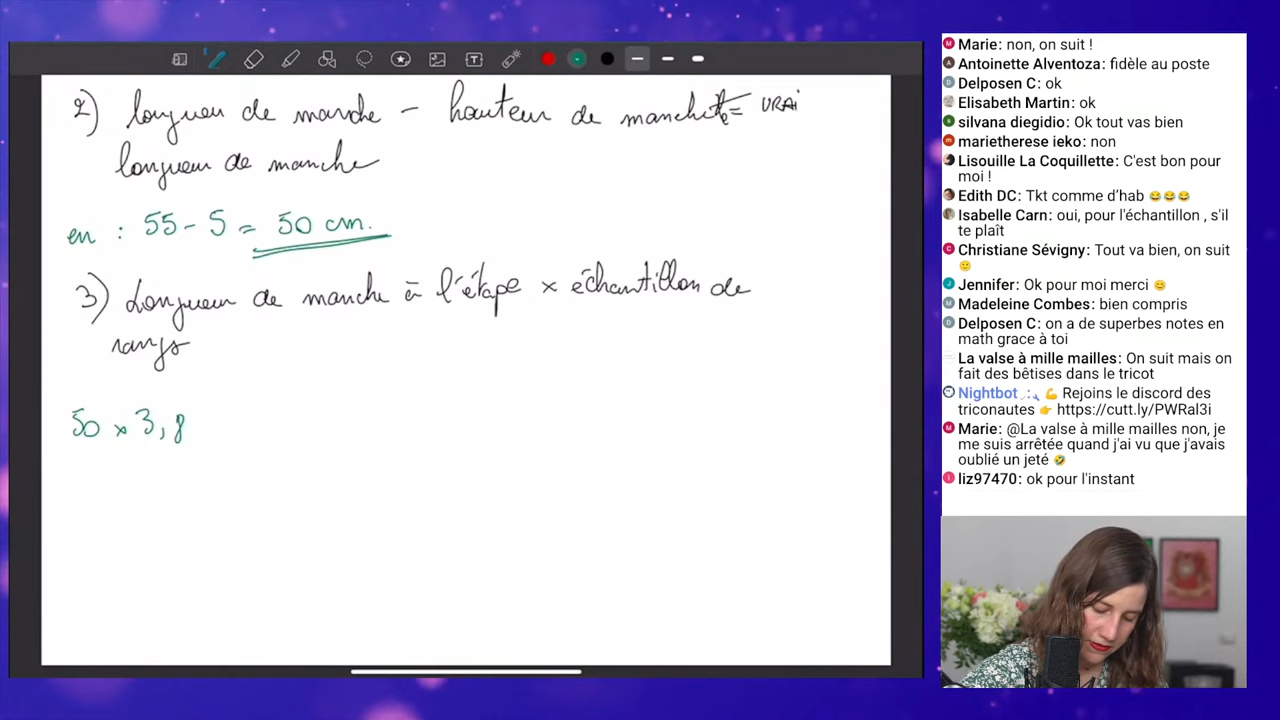 2) longueur de manche - hauteur de manchette = VRAI
longueur de manche
en : 55 - 5 = 50 cm.
3) Longueur de manche à l'étape × échantillon de
rangs
50 × 3,8
Marie: non, on suit !
Antoinette Alventoza: fidèle au poste
Delposen C: ok
Elisabeth Martin: ok
silvana diegidio: Ok tout vas bien
marietherese ieko: non
Lisouille La Coquillette: C'est bon pour
moi !
Edith DC: Tkt comme d'hab 😂😂😂
Isabelle Carn: oui, pour l'échantillon , s'il
te plaît
Christiane Sévigny: Tout va bien, on suit
🙂
Jennifer: Ok pour moi merci 😊
Madeleine Combes: bien compris
Delposen C: on a de superbes notes en
math grace à toi
La valse à mille mailles: On suit mais on
fait des bêtises dans le tricot
Nightbot : 💪 Rejoins le discord des
triconautes 👉 https://cutt.ly/PWRal3i
Marie: @La valse à mille mailles non, je
me suis arrêtée quand j'ai vu que j'avais
oublié un jeté 🤣
liz97470: ok pour l'instant